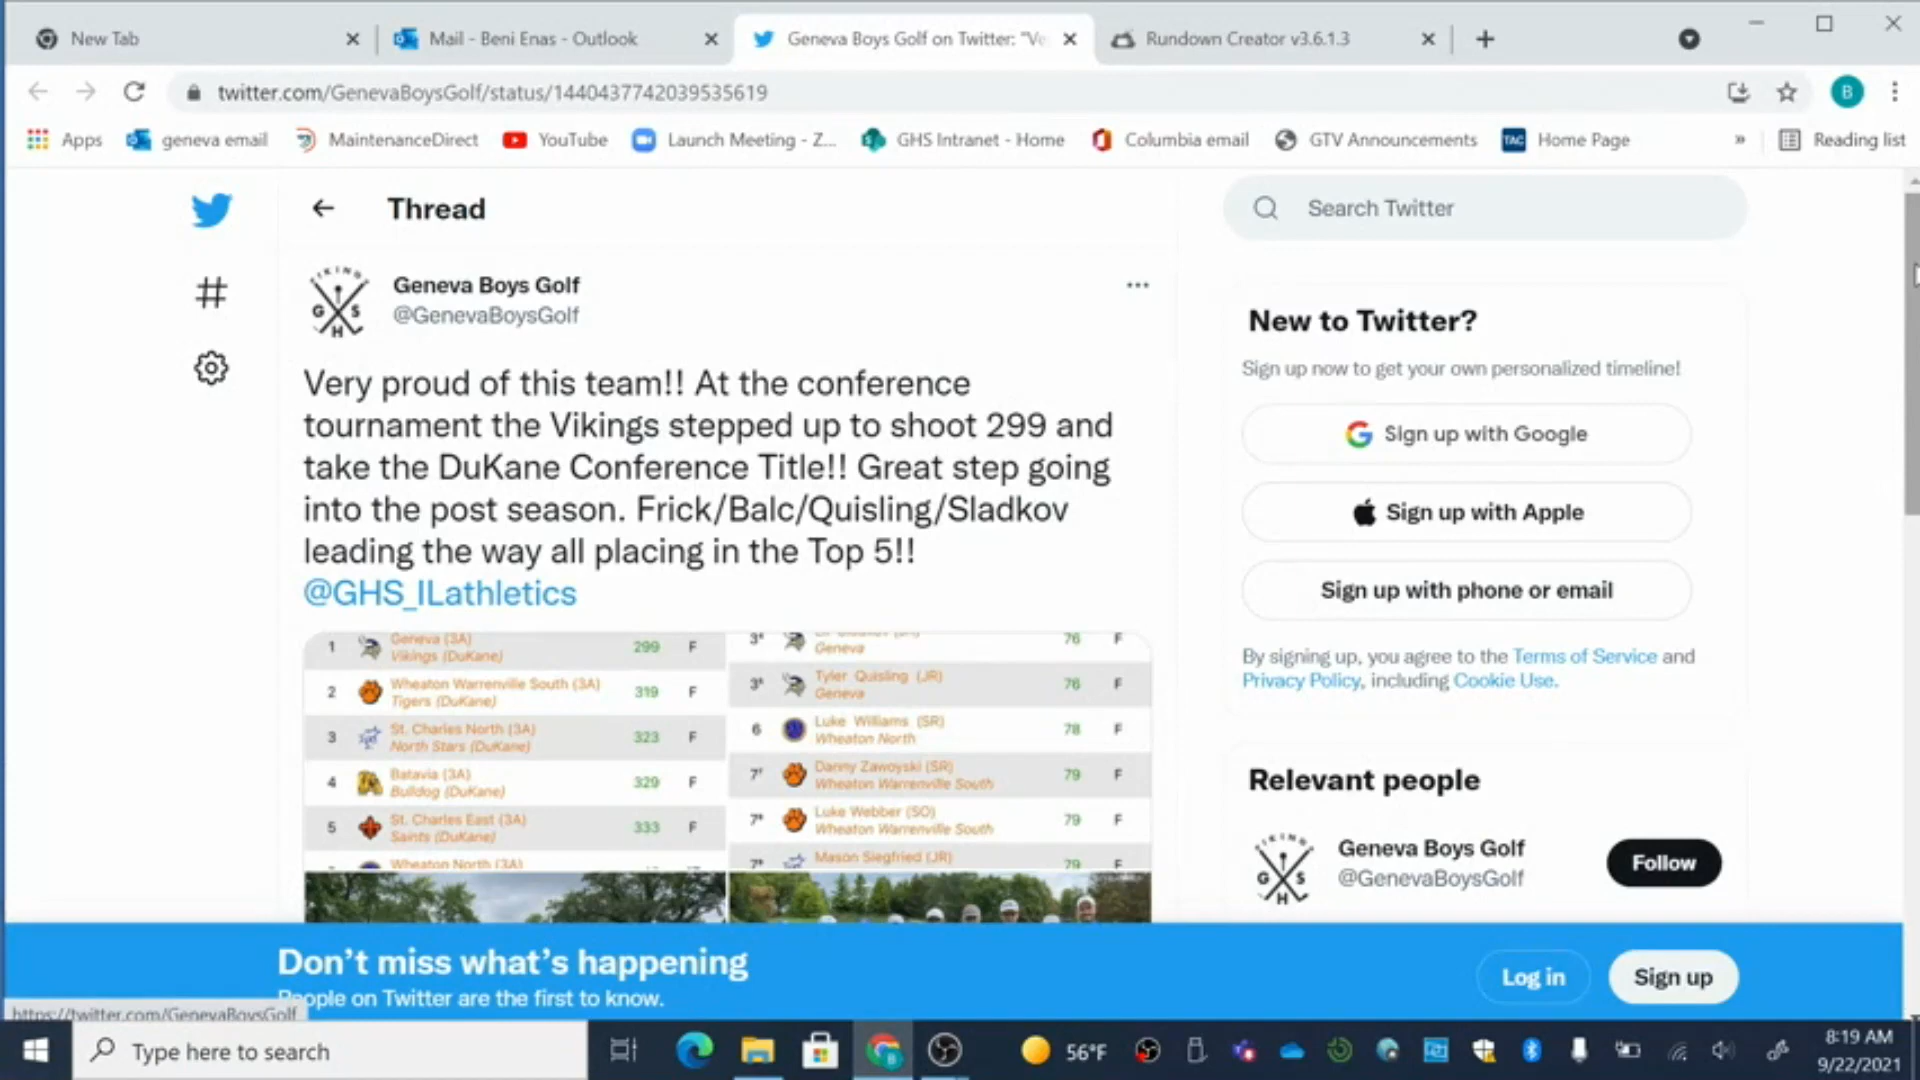 New Tab
Mail - Beni Enas - Outlook
Geneva Boys Golf on Twitter: "Ve
Rundown Creator v3.6.1.3
twitter.com/GenevaBoysGolf/status/1440437742039535619
B
Apps
geneva email
MaintenanceDirect
YouTube
Launch Meeting - Z...
GHS Intranet - Home
Columbia email
GTV Announcements
TAC
Home Page
»
Reading list
Thread
Search Twitter
Geneva Boys Golf
@GenevaBoysGolf
Very proud of this team!! At the conference
tournament the Vikings stepped up to shoot 299 and
take the DuKane Conference Title!! Great step going
into the post season. Frick/Balc/Quisling/Sladkov
leading the way all placing in the Top 5!!
@GHS_ILathletics
1 Geneva (3A) 299 F
Vikings (DuKane)
2 Wheaton Warrenville South (3A) 319 F
Tigers (DuKane)
3 St. Charles North (3A) 323 F
North Stars (DuKane)
4 Batavia (3A) 329 F
Bulldog (DuKane)
5 St. Charles East (3A) 333 F
Saints (DuKane)
Wheaton North (3A)
76 F
Geneva
Tyler Quisling (JR) 76 F
Geneva
6 Luke Williams (SR) 78 F
Wheaton North
Danny Zawoyski (SR) 79 F
Wheaton Warrenville South
Luke Webber (SO) 79 F
Wheaton Warrenville South
Mason Siegfried (JR) 79 F
New to Twitter?
Sign up now to get your own personalized timeline!
Sign up with Google
Sign up with Apple
Sign up with phone or email
By signing up, you agree to the Terms of Service and
Privacy Policy, including Cookie Use.
Relevant people
Geneva Boys Golf
@GenevaBoysGolf
Follow
Don't miss what's happening
People on Twitter are the first to know.
Log in
Sign up
https://twitter.com/GenevaBoysGolf
Type here to search
56°F
8:19 AM
9/22/2021